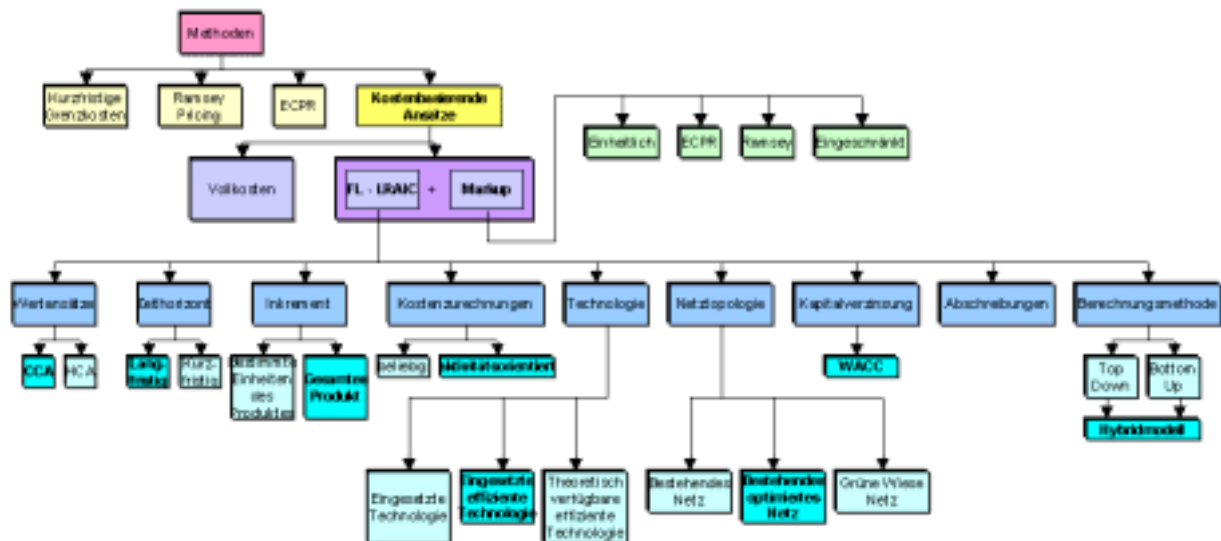 Methoden
Kurzfristige
Grenzkosten
Ramsey
Pricing
ECPR
Kostenbasierende
Ansätze
Einheitlich
ECPR
Ramsey
Eingeschränkt
Vollkosten
FL - LRAIC
+
Markup
Wertansätze
Zeithorizont
Inkrement
Kostenzurechnungen
Technologie
Netztopologie
Kapitalverzinsung
Abschreibungen
Berechnungsmethode
CCA
HCA
Lang-
fristig
Kurz-
fristig
Bestimmte
Einheiten
des
Produktes
Gesamtes
Produkt
beliebig
aktivitätsorientiert
WACC
Top
Down
Bottom
Up
Hybridmodell
Eingesetzte
Technologie
Eingesetzte
effiziente
Technologie
Theoretisch
verfügbare
effiziente
Technologie
Bestehendes
Netz
Bestehendes
optimiertes
Netz
Grüne Wiese
Netz